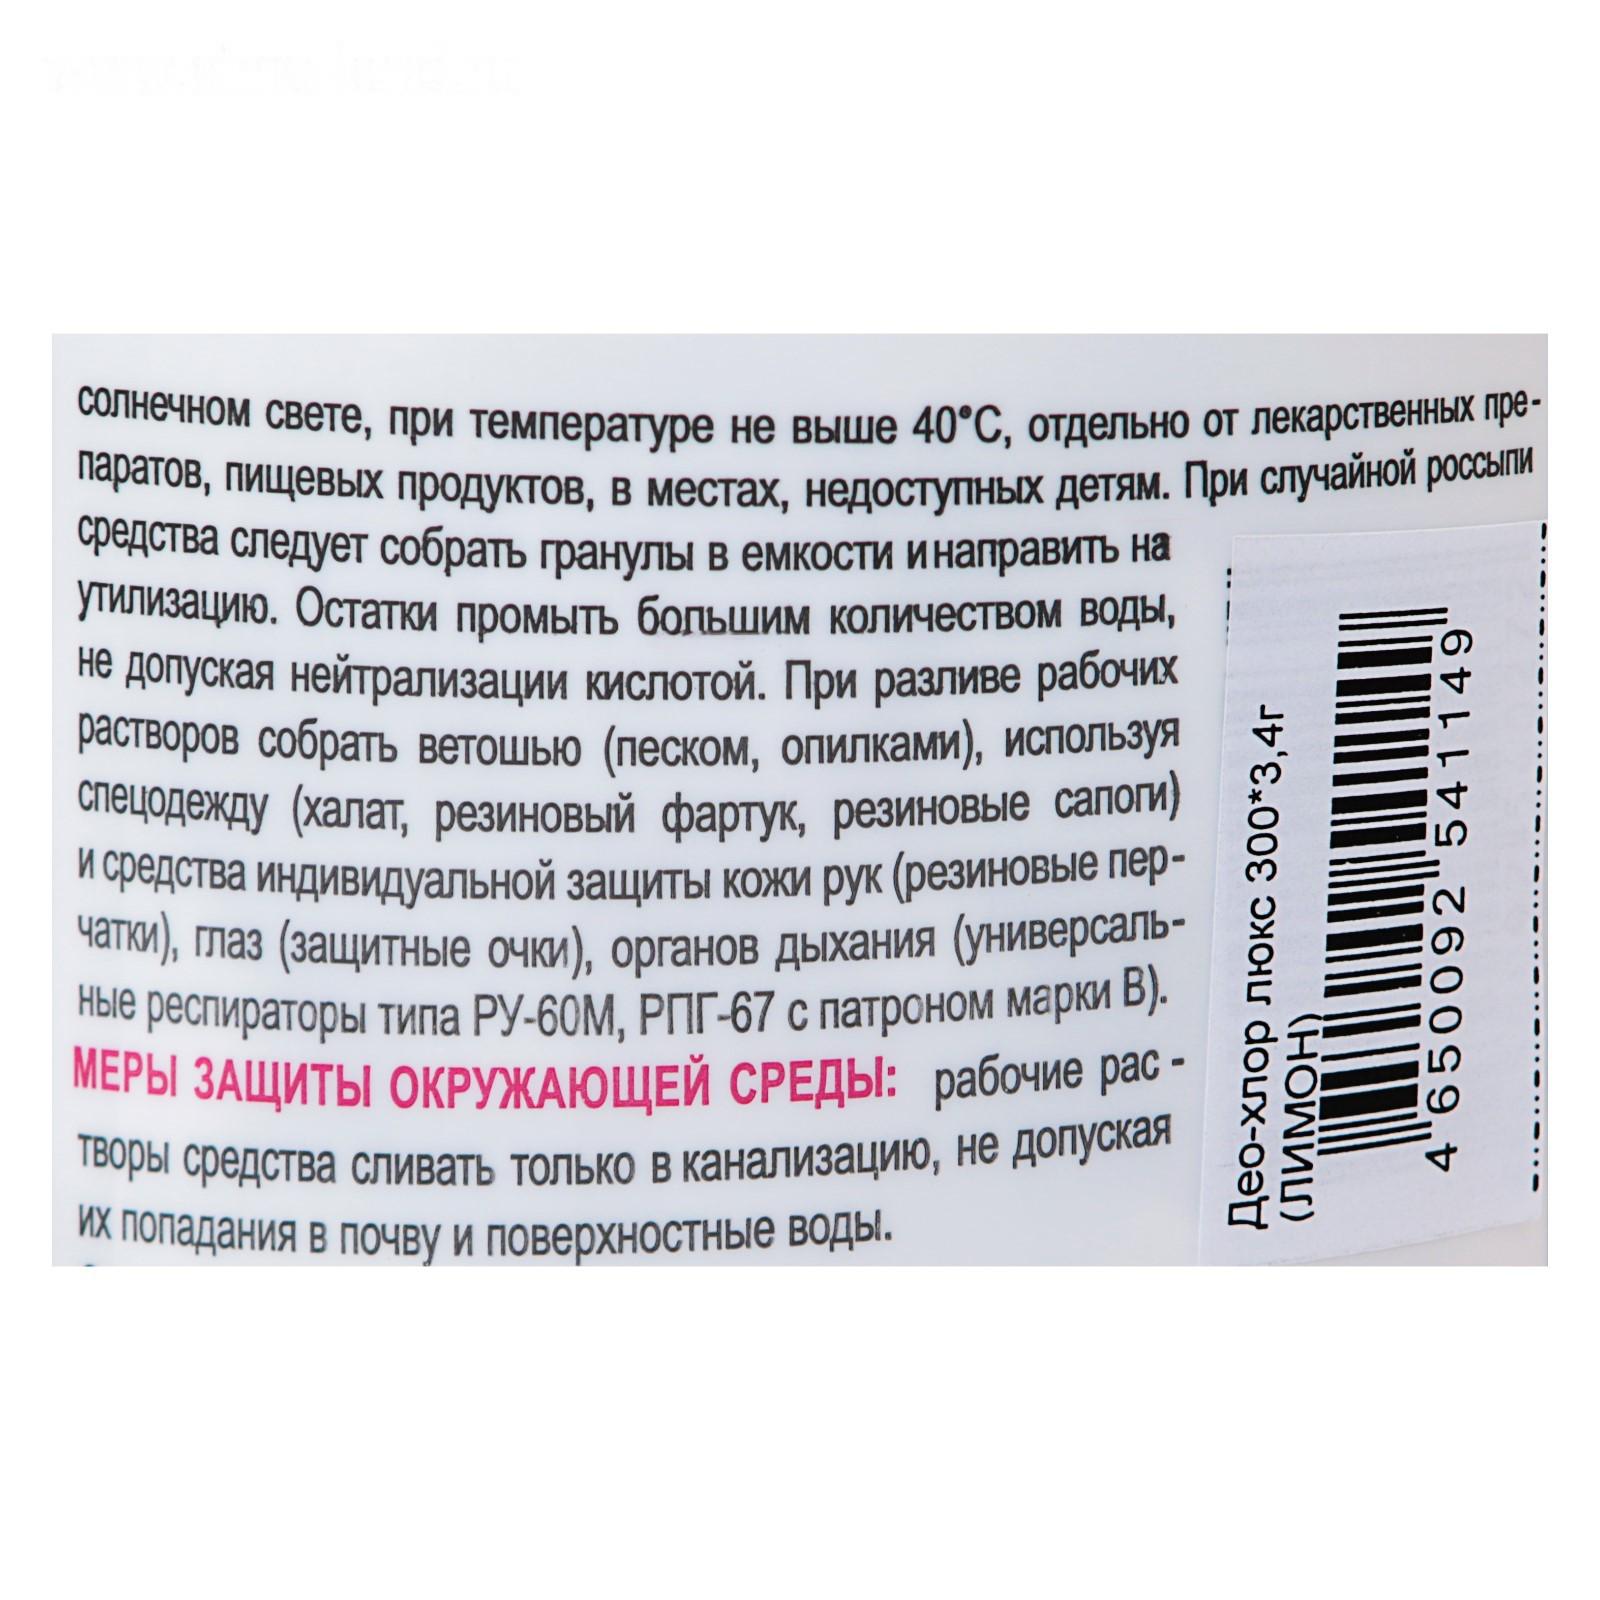 солнечном свете, при температуре не выше 40°С, отдельно от лекарственных пре-
паратов, пищевых продуктов, в местах, недоступных детям. При случайной россыпи
средства следует собрать гранулы в емкости и направить на
утилизацию. Остатки промыть большим количеством воды,
не допуская нейтрализации кислотой. При разливе рабочих
растворов собрать ветошью (песком, опилками), используя
спецодежду (халат, резиновый фартук, резиновые сапоги)
и средства индивидуальной защиты кожи рук (резиновые пер-
чатки), глаз (защитные очки), органов дыхания (универсаль-
ные респираторы типа РУ-60М, РПГ-67 с патроном марки В).
МЕРЫ ЗАЩИТЫ ОКРУЖАЮЩЕЙ СРЕДЫ: рабочие рас-
творы средства сливать только в канализацию, не допуская
их попадания в почву и поверхностные воды.
Део-хлор люкс 300*3,4г
(ЛИМОН)
4 650092 541149